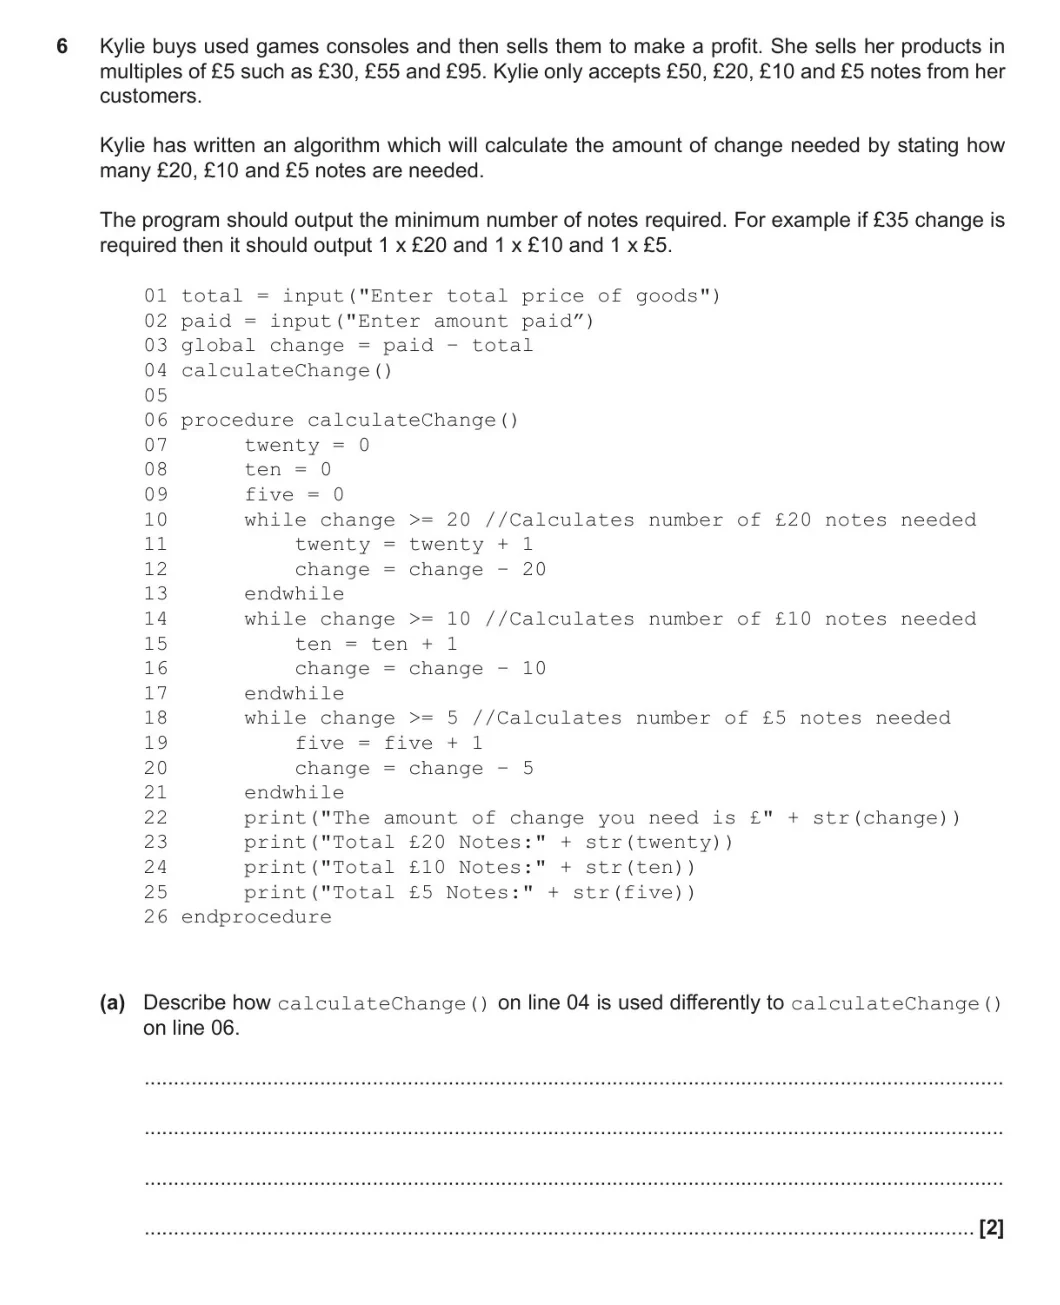 6 Kylie buys used games consoles and then sells them to make a profit. She sells her products in
multiples of £5 such as £30, £55 and £95. Kylie only accepts £50, £20, £10 and £5 notes from her
customers.
Kylie has written an algorithm which will calculate the amount of change needed by stating how
many £20, £10 and £5 notes are needed.
The program should output the minimum number of notes required. For example if £35 change is
required then it should output 1 x £20 and 1 x £10 and 1 x £5.
01 total = input("Enter total price of goods")
02 paid = input("Enter amount paid”)
03 global change = paid – total
04 calculateChange()
05
06 procedure calculateChange()
07 twenty = 0
08 ten = 0
09 five = 0
10 while change >= 20 //Calculates number of £20 notes needed
11 twenty = twenty + 1
12 change = change – 20
13 endwhile
14 while change >= 10 //Calculates number of £10 notes needed
15 ten = ten + 1
16 change = change – 10
17 endwhile
18 while change >= 5 //Calculates number of £5 notes needed
19 five = five + 1
20 change = change – 5
21 endwhile
22 print("The amount of change you need is £" + str(change))
23 print("Total £20 Notes:" + str(twenty))
24 print("Total £10 Notes:" + str(ten))
25 print("Total £5 Notes:" + str(five))
26 endprocedure
(a) Describe how calculateChange() on line 04 is used differently to calculateChange()
on line 06.
[2]